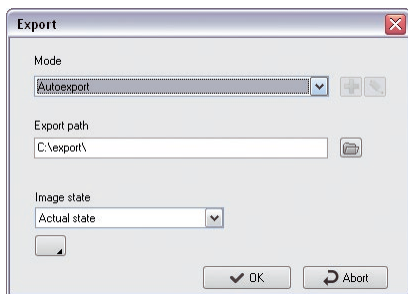 Export
Mode
Autoexport
Export path
C:\export\
Image state
Actual state
OK
Abort